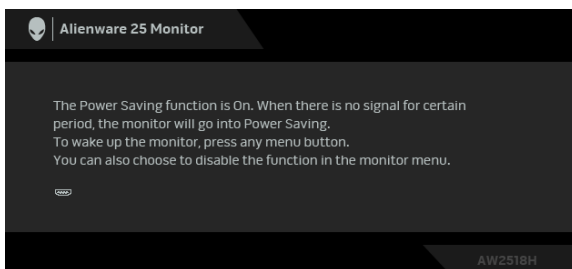 Alienware 25 Monitor
The Power Saving function is On. When there is no signal for certain
period, the monitor will go into Power Saving.
To wake up the monitor, press any menu button.
You can also choose to disable the function in the monitor menu.
AW2518H